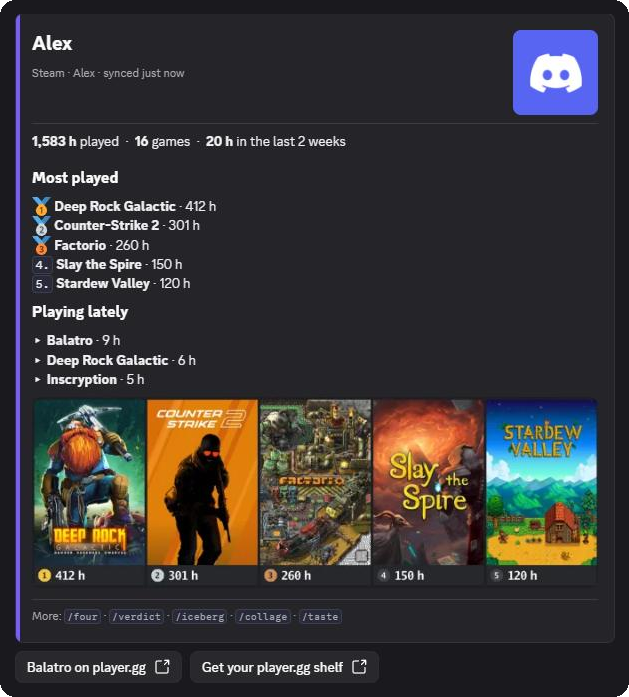 Alex
Steam · Alex · synced just now
1,583 h played · 16 games · 20 h in the last 2 weeks
Most played
1 Deep Rock Galactic · 412 h
2 Counter-Strike 2 · 301 h
3 Factorio · 260 h
4. Slay the Spire · 150 h
5. Stardew Valley · 120 h
Playing lately
‣ Balatro · 9 h
‣ Deep Rock Galactic · 6 h
‣ Inscryption · 5 h
DEEP ROCK
GALACTIC
COUNTER
STRIKE 2
FACTORIO
Slay the
Spire
STARDEW
VALLEY
1 412 h
2 301 h
3 260 h
4 150 h
5 120 h
More: /four · /verdict · /iceberg · /collage · /taste
Balatro on player.gg
Get your player.gg shelf